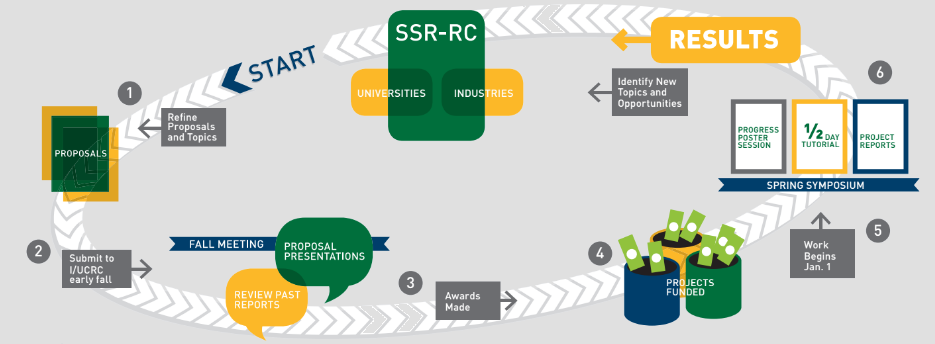 SSR-RC
UNIVERSITIES
INDUSTRIES
START
1
Refine
Proposals
and Topics
PROPOSALS
2
Submit to
I/UCRC
early fall
FALL MEETING
PROPOSAL
PRESENTATIONS
REVIEW PAST
REPORTS
3
Awards
Made
4
PROJECTS
FUNDED
5
Work
Begins
Jan. 1
6
PROGRESS
POSTER
SESSION
1/2 DAY
TUTORIAL
PROJECT
REPORTS
SPRING SYMPOSIUM
Identify New
Topics and
Opportunities
RESULTS